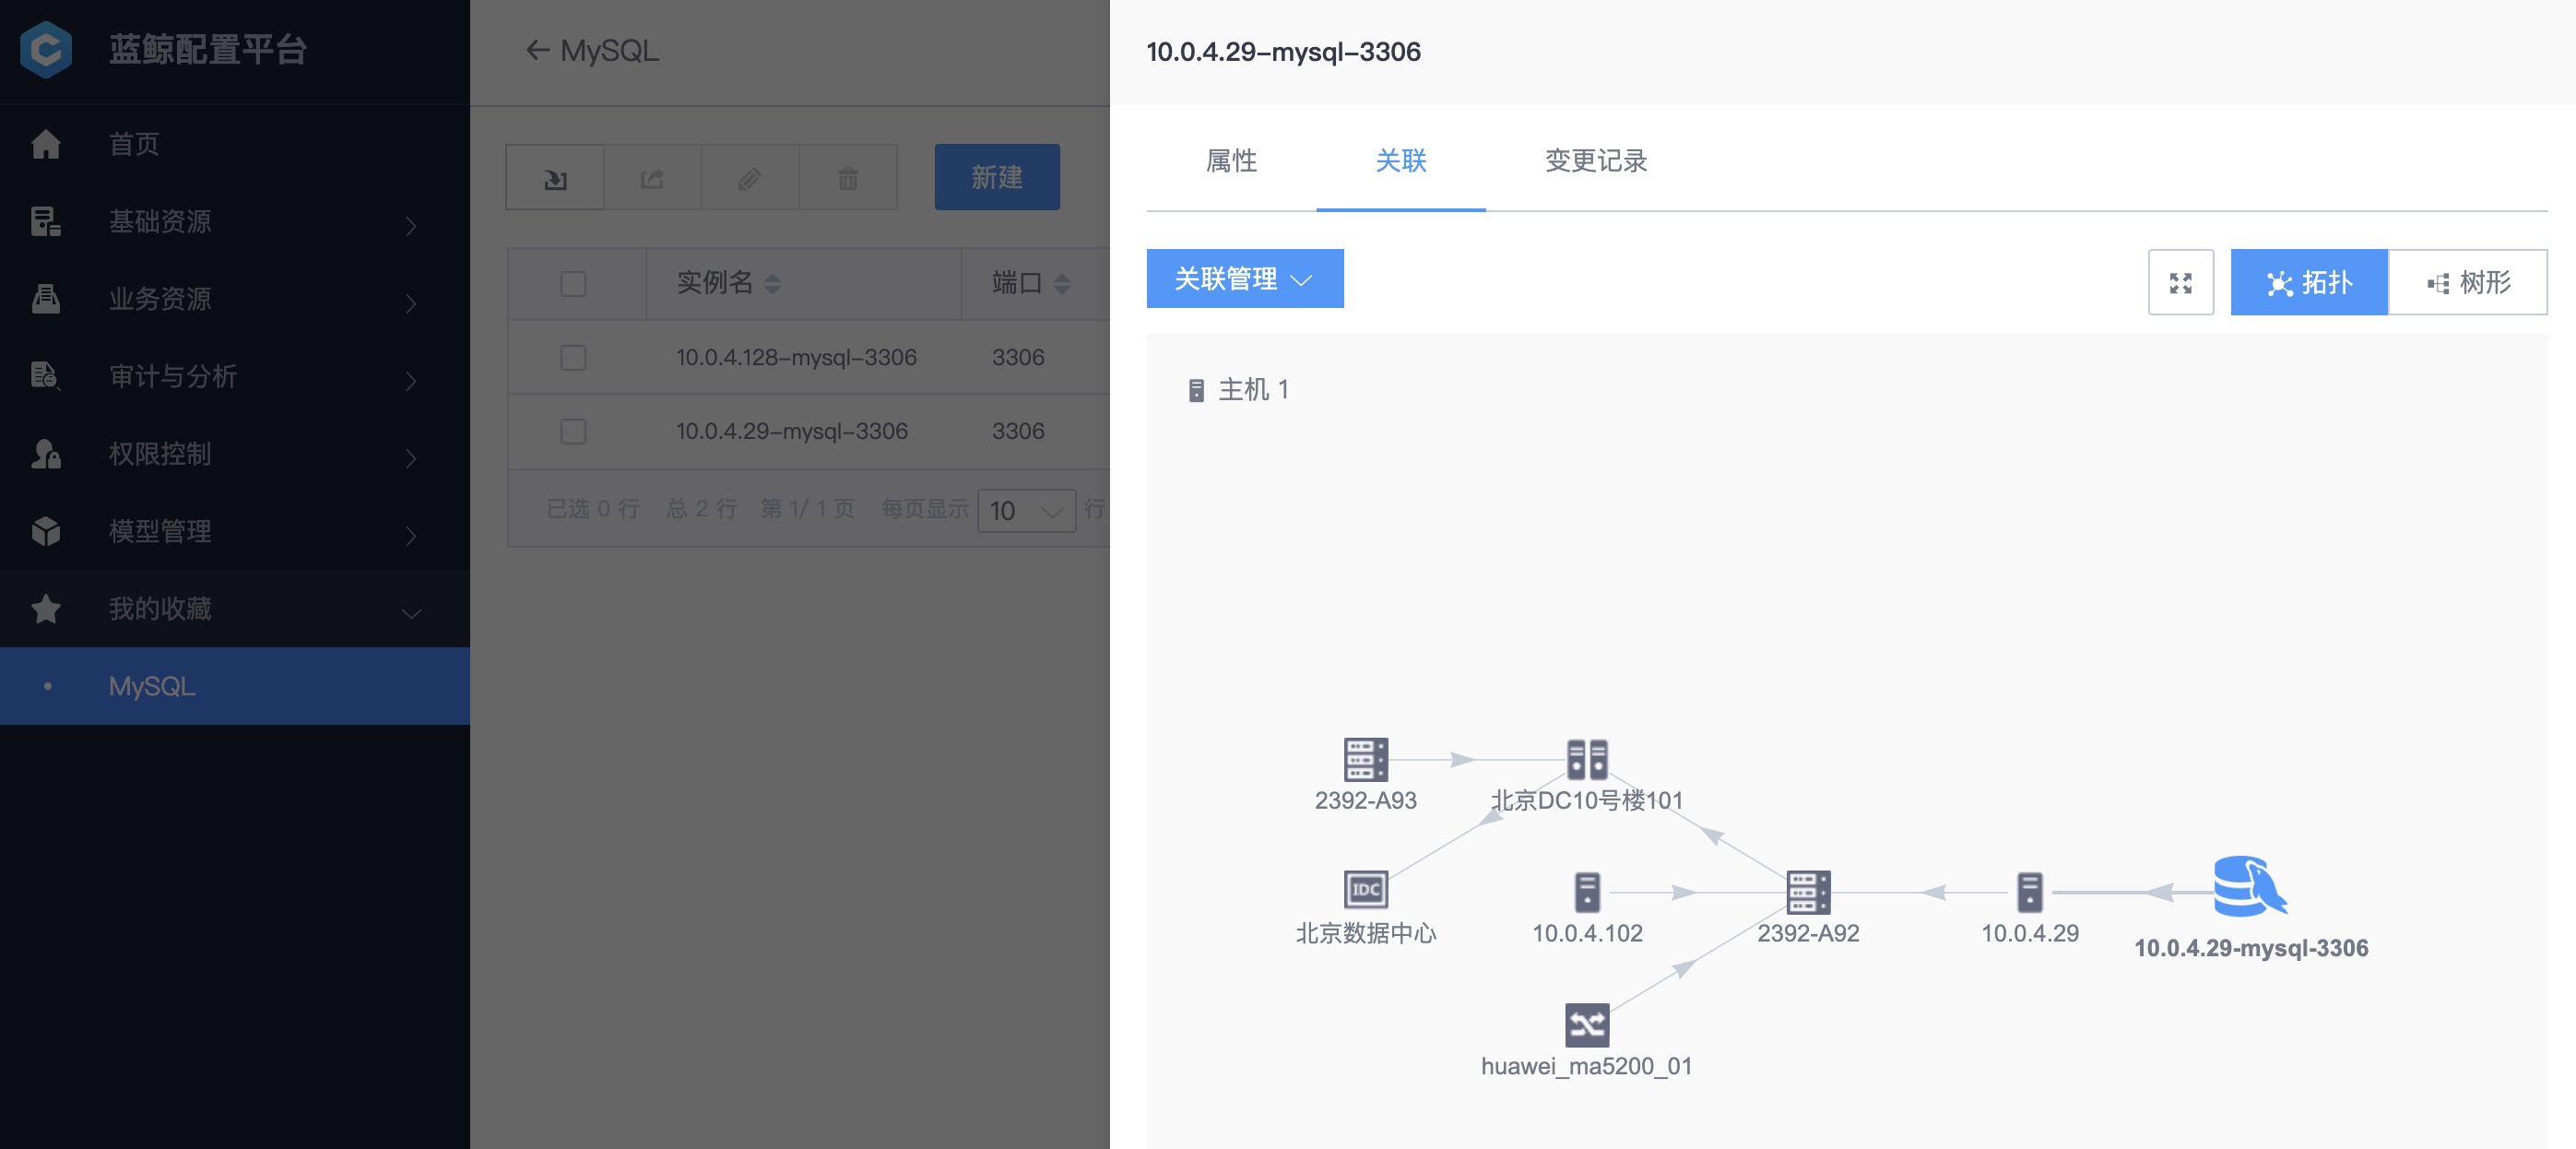 蓝鲸配置平台
首页
基础资源
业务资源
审计与分析
权限控制
模型管理
我的收藏
MySQL
MySQL
新建
实例名 端口
10.0.4.128-mysql-3306 3306
10.0.4.29-mysql-3306 3306
已选 0 行 总 2 行 第 1/ 1 页 每页显示 10 行
10.0.4.29-mysql-3306
属性 关联 变更记录
关联管理 拓扑 树形
主机 1
2392-A93 北京DC10号楼101
IDC
北京数据中心 10.0.4.102 2392-A92 10.0.4.29 10.0.4.29-mysql-3306
huawei_ma5200_01